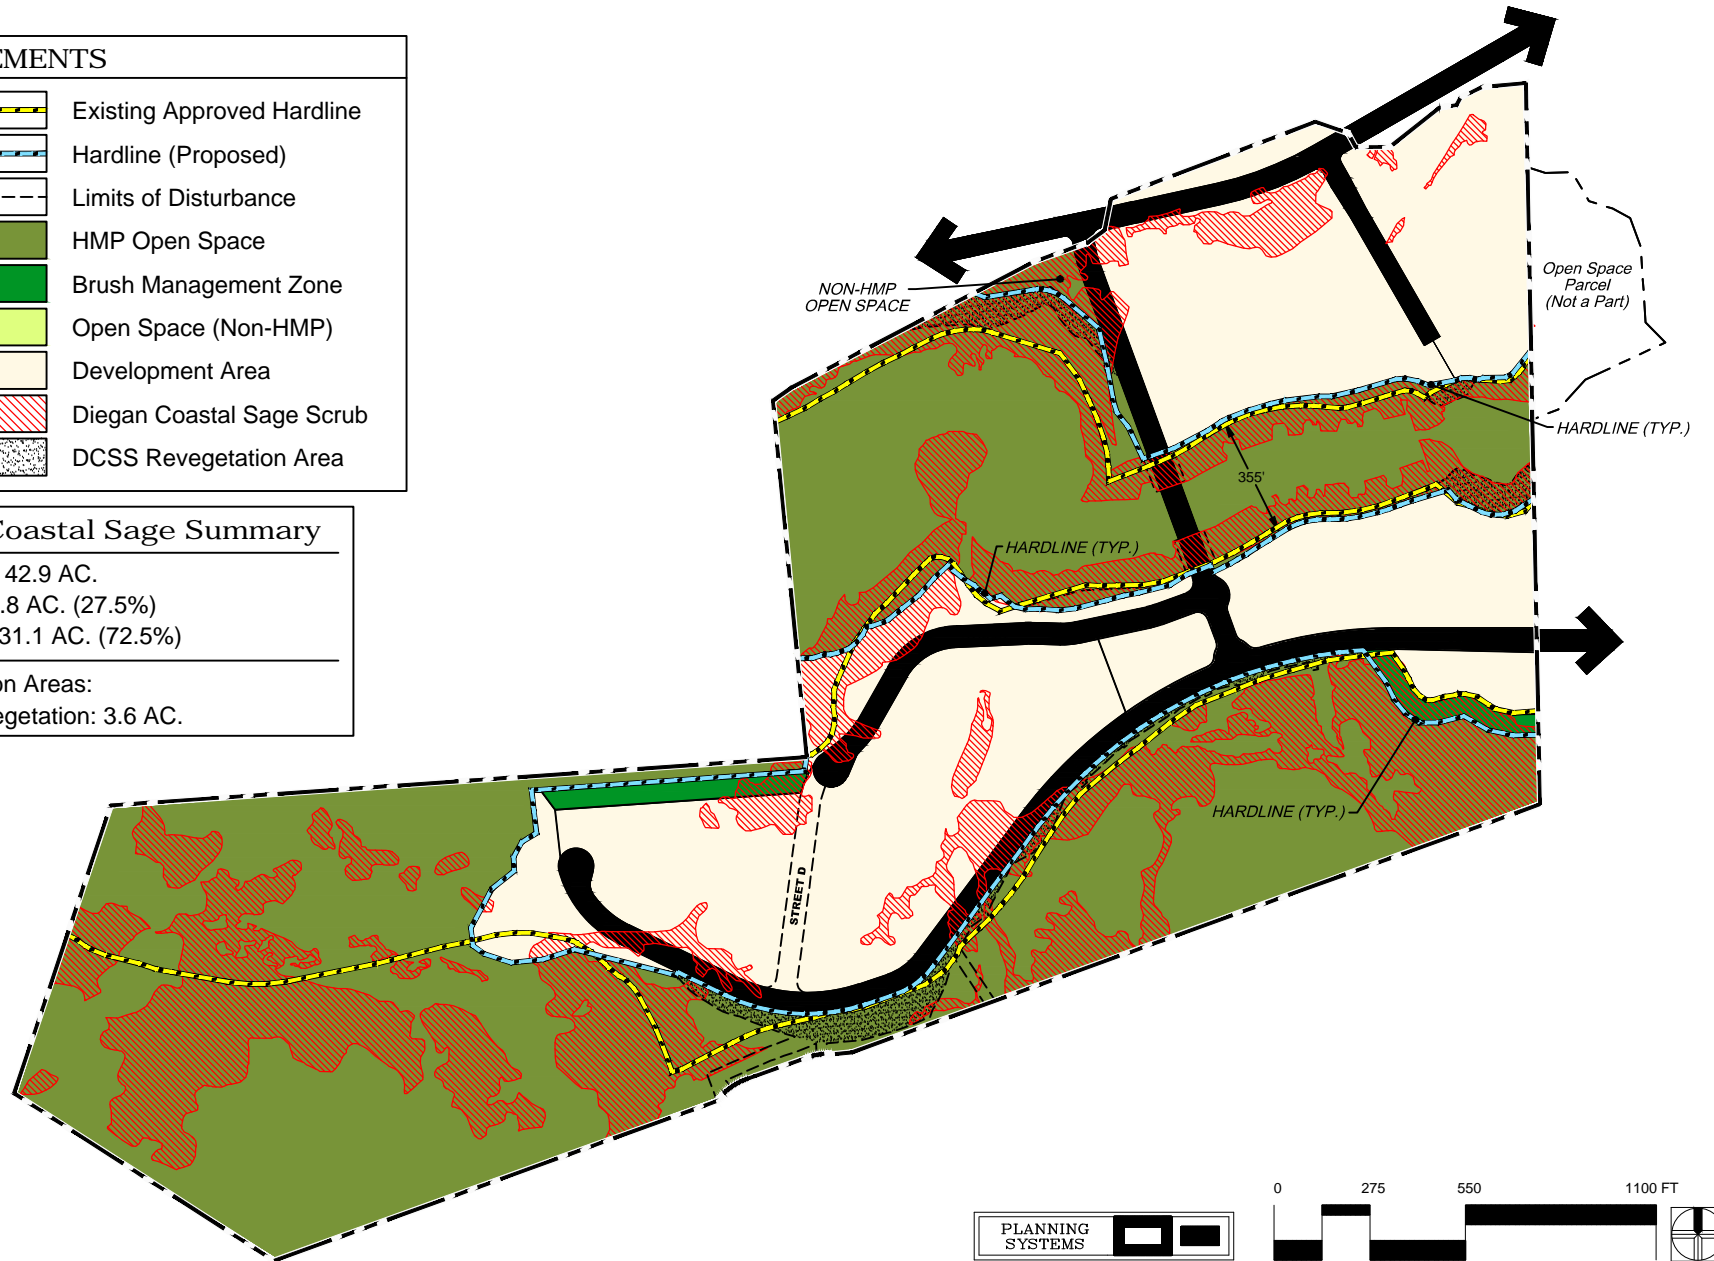 EMENTS
Existing Approved Hardline
Hardline (Proposed)
Limits of Disturbance
HMP Open Space
Brush Management Zone
Open Space (Non-HMP)
Development Area
Diegan Coastal Sage Scrub
DCSS Revegetation Area
Coastal Sage Summary
42.9 AC.
.8 AC. (27.5%)
31.1 AC. (72.5%)
on Areas:
egetation: 3.6 AC.
NON-HMP
OPEN SPACE
Open Space
Parcel
(Not a Part)
HARDLINE (TYP.)
355'
HARDLINE (TYP.)
HARDLINE (TYP.)
STREET D
PLANNING
SYSTEMS
0 275 550 1100 FT